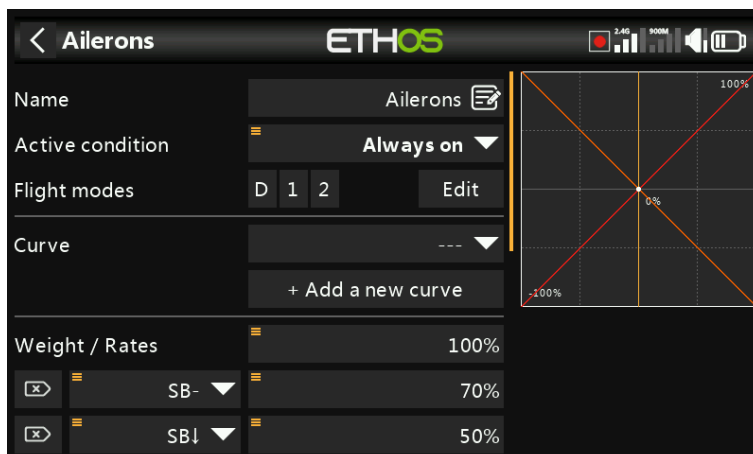 Ailerons
ETHOS
2.4G
900M
Name
Ailerons
Active condition
Always on
Flight modes
D 1 2
Edit
Curve
---
+ Add a new curve
Weight / Rates
100%
SB-
70%
SB↓
50%
100%
0%
-100%